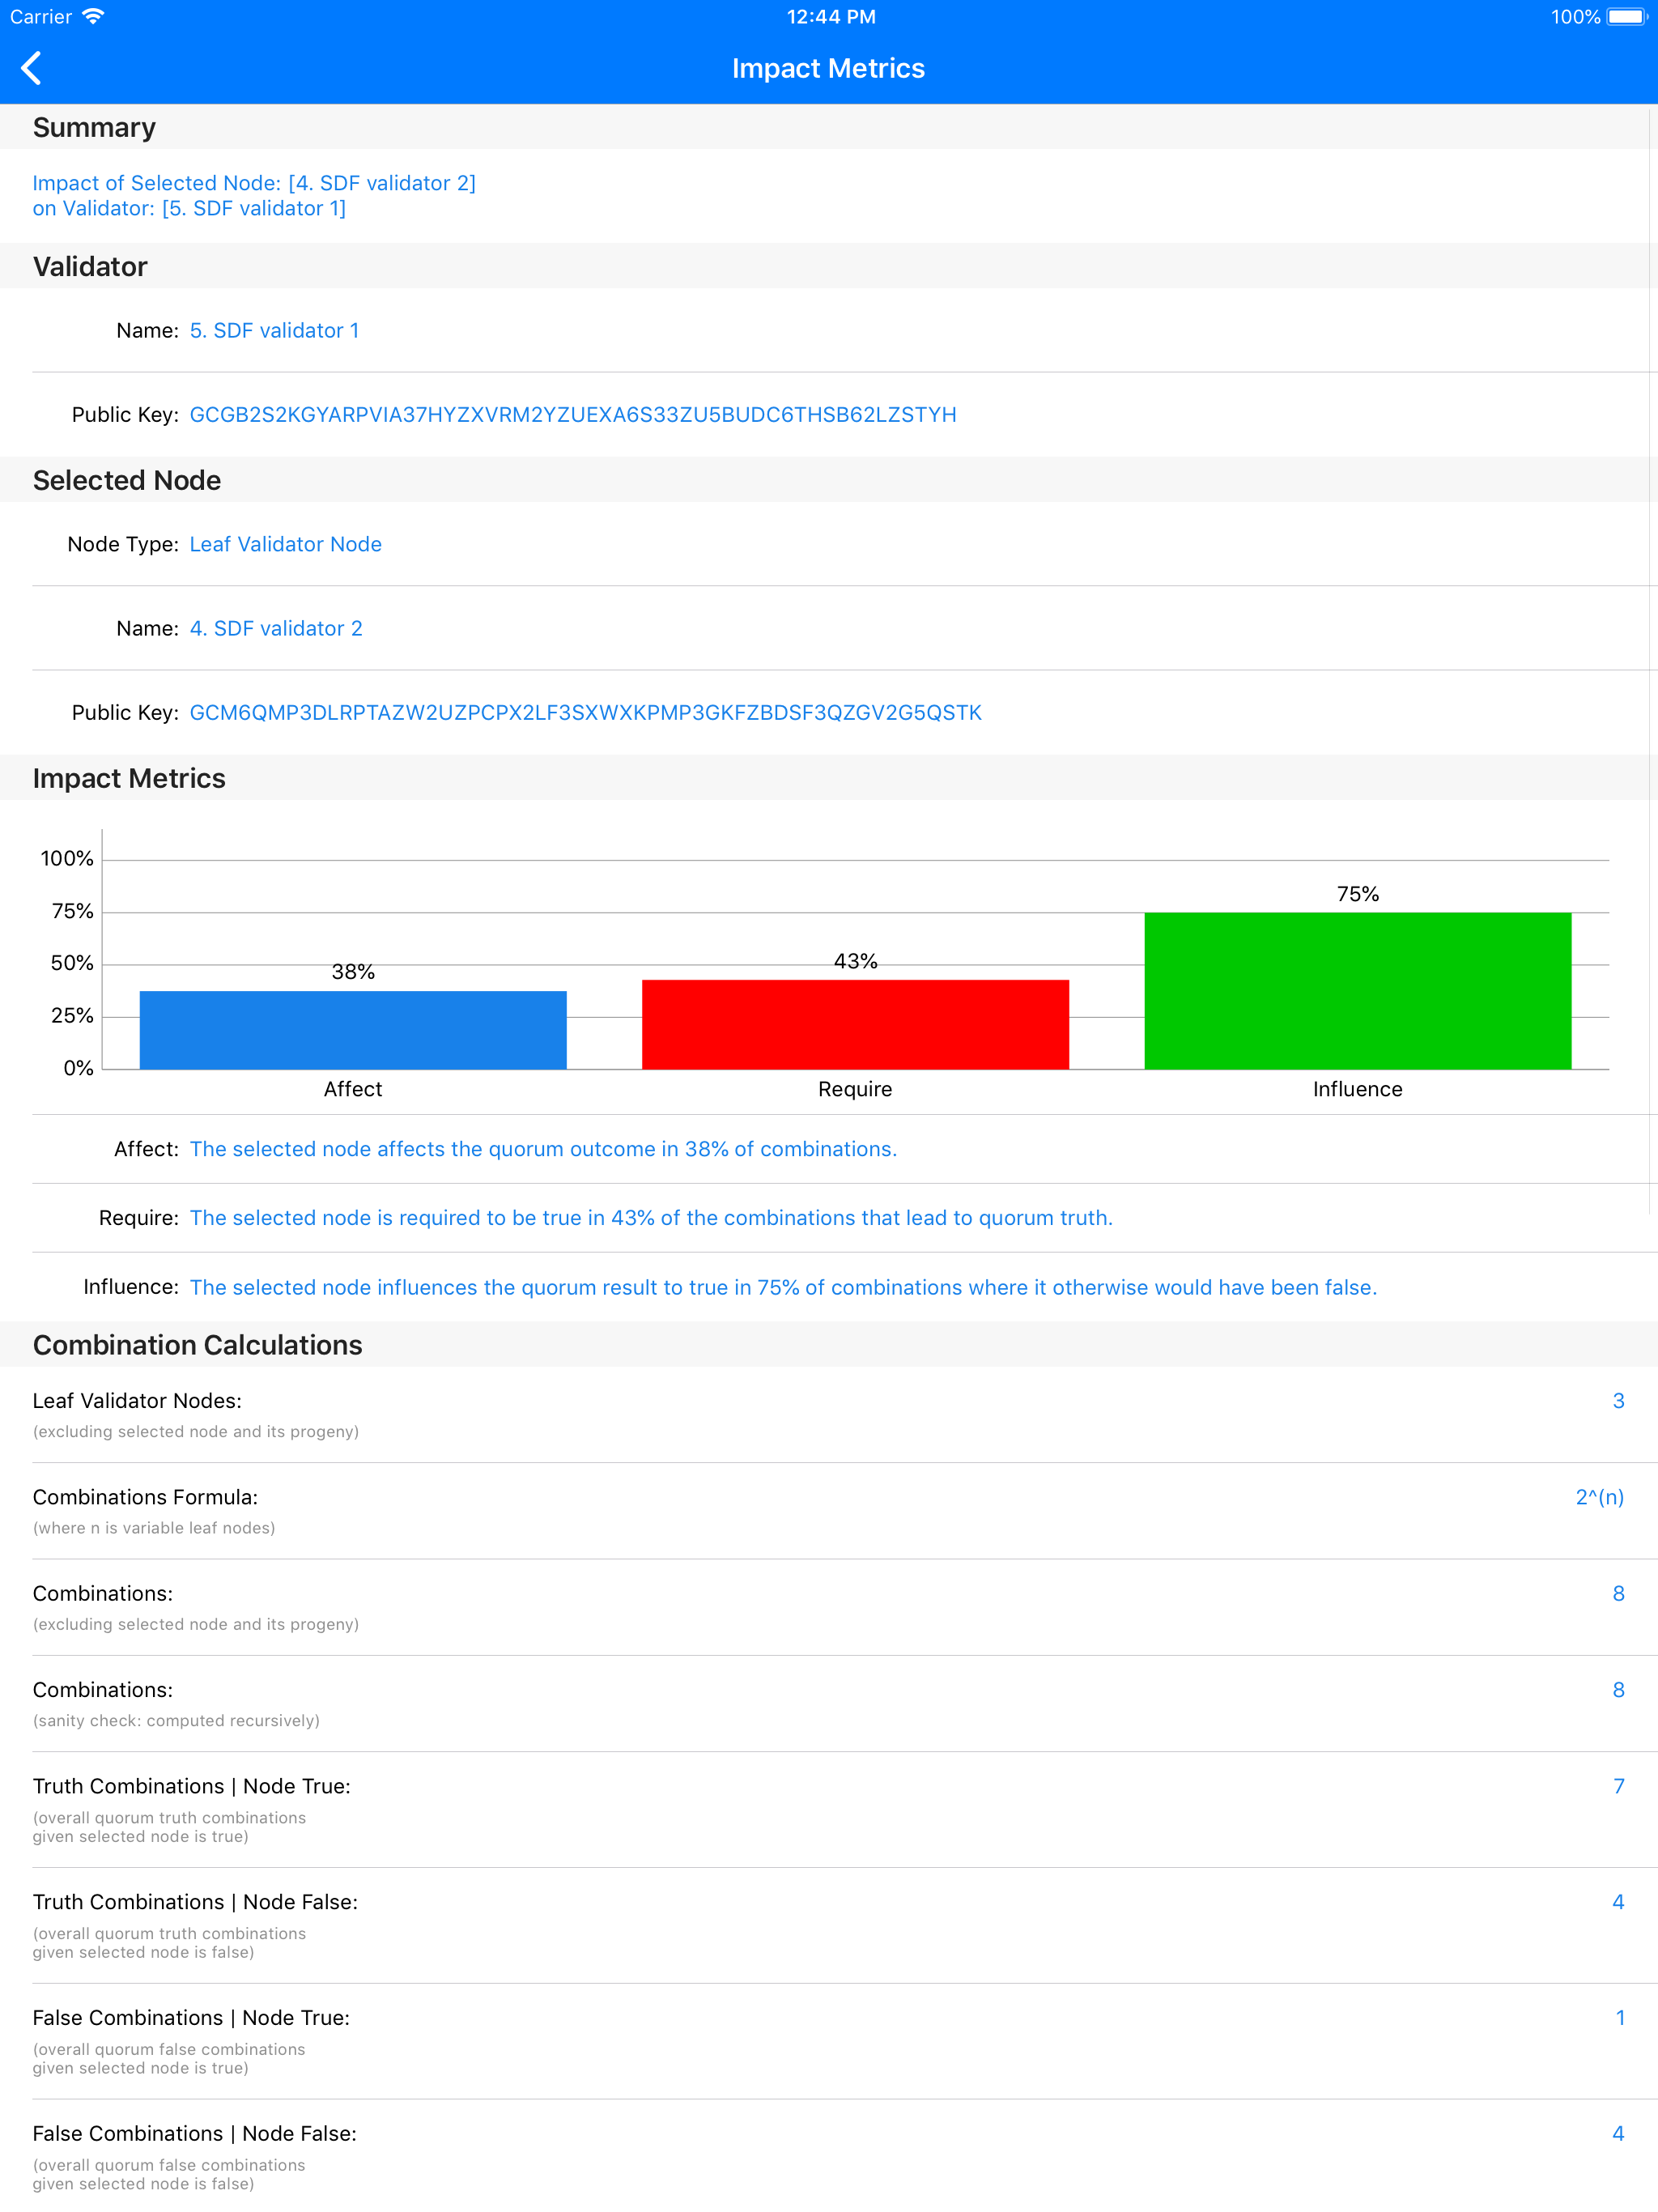 Carrier 12:44 PM 100%
Impact Metrics
Summary
Impact of Selected Node: [4. SDF validator 2]
on Validator: [5. SDF validator 1]
Validator
Name: 5. SDF validator 1
Public Key: GCGB2S2KGYARPVIA37HYZXVRM2YZUEXA6S33ZU5BUDC6THSB62LZSTYH
Selected Node
Node Type: Leaf Validator Node
Name: 4. SDF validator 2
Public Key: GCM6QMP3DLRPTAZW2UZPCPX2LF3SXWXKPMP3GKFZBDSF3QZGV2G5QSTK
Impact Metrics
100%
75%
50%
25%
0%
38%
43%
75%
Affect Require Influence
Affect: The selected node affects the quorum outcome in 38% of combinations.
Require: The selected node is required to be true in 43% of the combinations that lead to quorum truth.
Influence: The selected node influences the quorum result to true in 75% of combinations where it otherwise would have been false.
Combination Calculations
Leaf Validator Nodes: 3
(excluding selected node and its progeny)
Combinations Formula: 2^(n)
(where n is variable leaf nodes)
Combinations: 8
(excluding selected node and its progeny)
Combinations: 8
(sanity check: computed recursively)
Truth Combinations | Node True: 7
(overall quorum truth combinations
given selected node is true)
Truth Combinations | Node False: 4
(overall quorum truth combinations
given selected node is false)
False Combinations | Node True: 1
(overall quorum false combinations
given selected node is true)
False Combinations | Node False: 4
(overall quorum false combinations
given selected node is false)